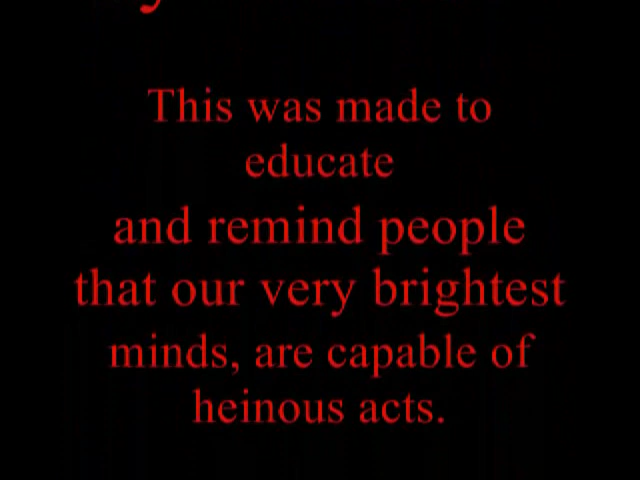 This was made to
educate
and remind people
that our very brightest
minds, are capable of
heinous acts.